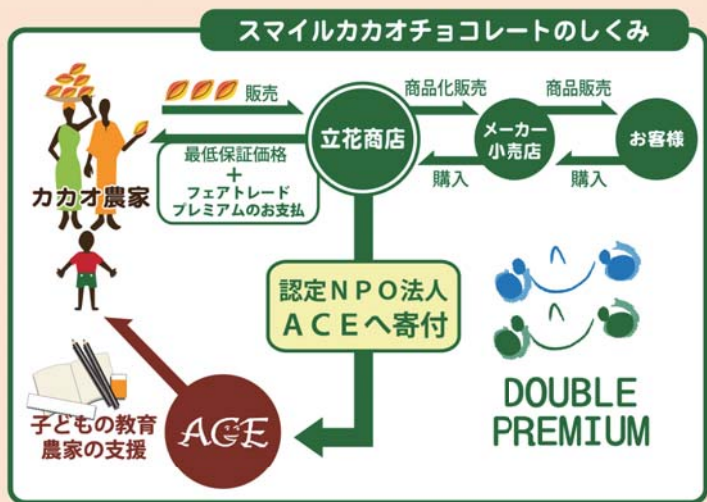 スマイルカカオチョコレートのしくみ
カカオ農家
販売
最低保証価格
+
フェアトレード
プレミアムのお支払
立花商店
商品化販売
購入
メーカー
小売店
商品販売
購入
お客様
認定NPO法人
ACEへ寄付
ACE
子どもの教育
農家の支援
DOUBLE
PREMIUM